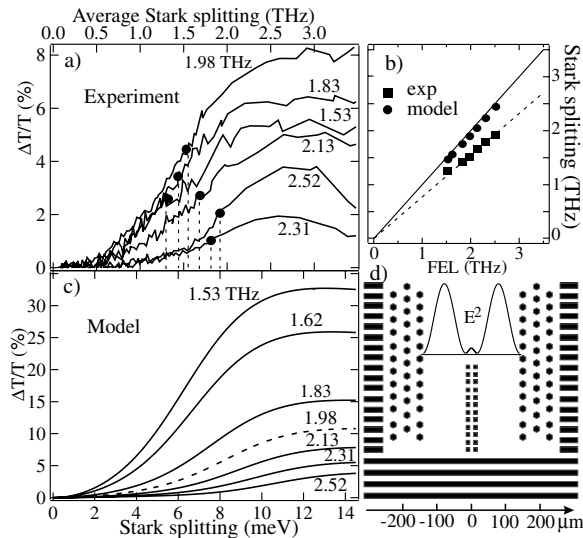 Average Stark splitting (THz)
0.0 0.5 1.0 1.5 2.0 2.5 3.0
a)
Experiment
1.98 THz
1.83
1.53
2.13
2.52
2.31
8
6
4
2
0
ΔT/T (%)
b)
exp
model
3
2
1
0
Stark splitting (THz)
0 1 2 3
FEL (THz)
c)
Model
1.53 THz
1.62
1.83
1.98
2.13
2.31
2.52
30
25
20
15
10
5
0
ΔT/T (%)
0 2 4 6 8 10 12 14
Stark splitting (meV)
d)
E²
-200 -100 0 100 200 μm